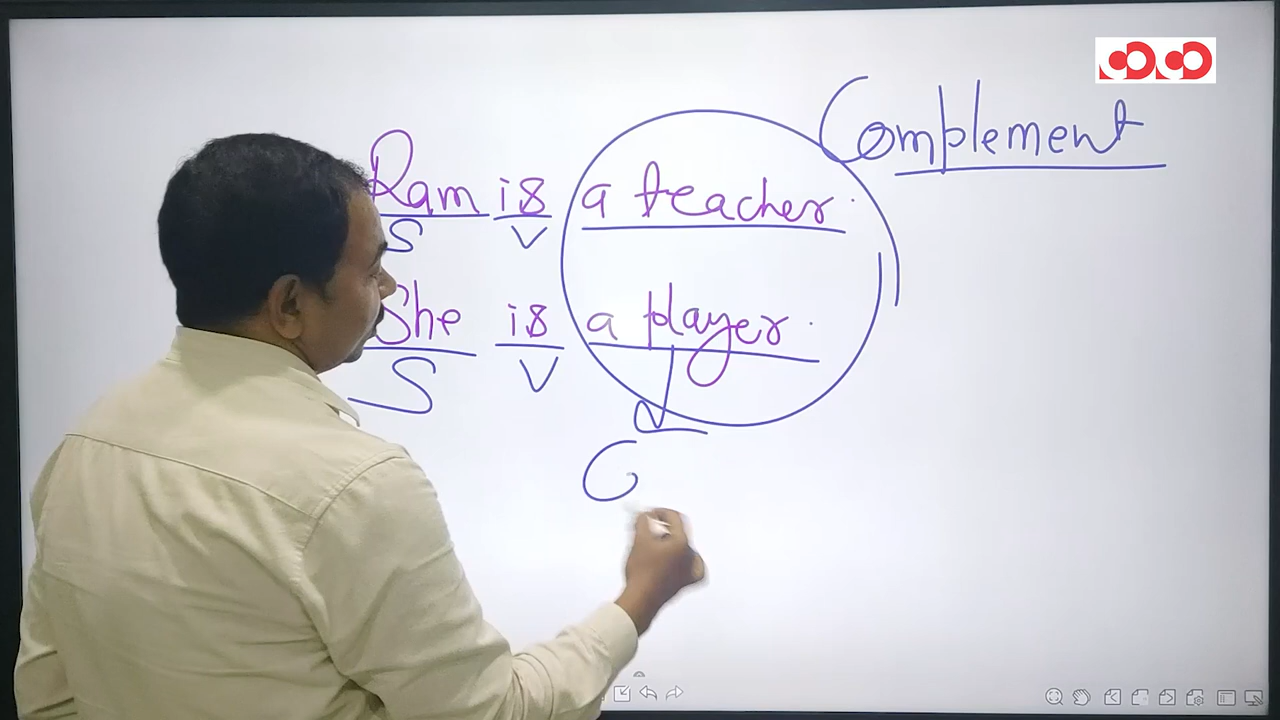 Complement
Ram is a teacher.
S V
She is a player.
S V
C